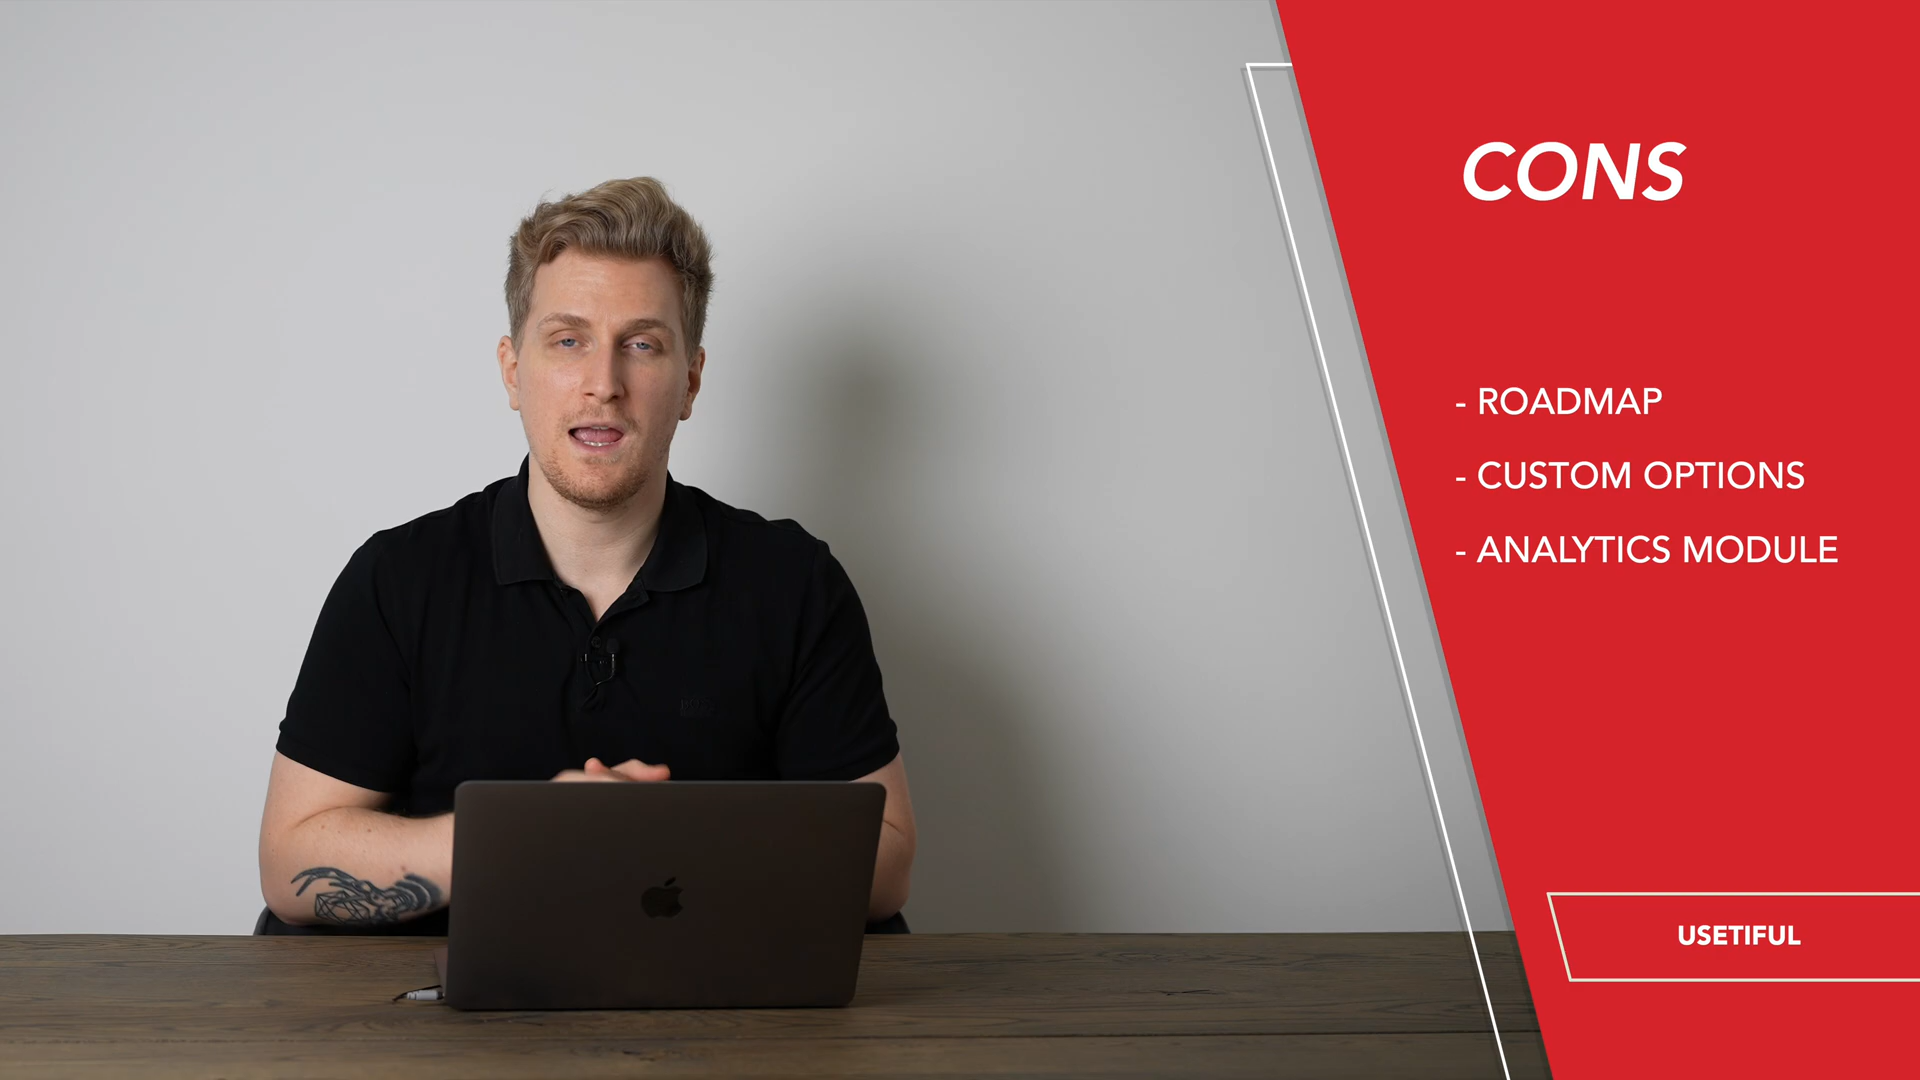 CONS
- ROADMAP
- CUSTOM OPTIONS
- ANALYTICS MODULE
USETIFUL